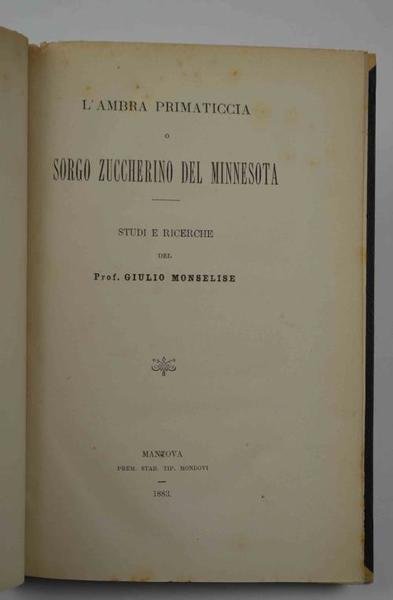 L'AMBRA PRIMATICCIA
O
SORGO ZUCCHERINO DEL MINNESOTA
STUDI E RICERCHE
DEL
Prof. GIULIO MONSELISE
MANTOVA
PREM. STAB. TIP. MONDOVI
1883.